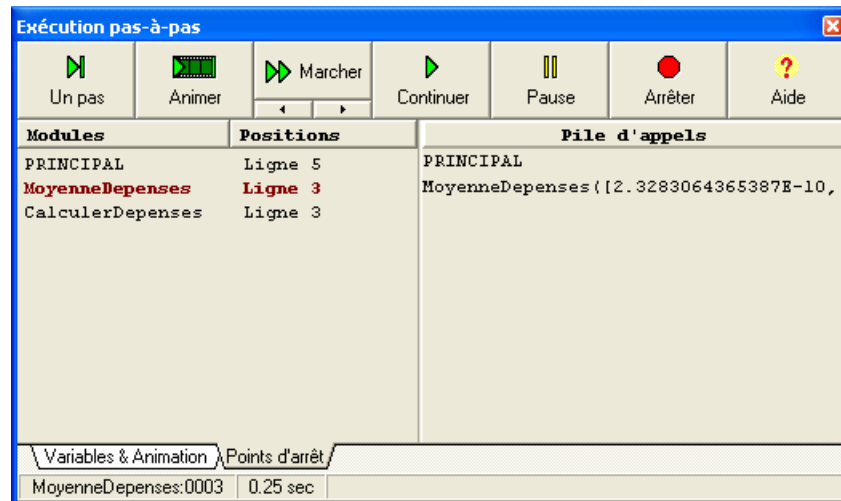 Exécution pas-à-pas
Un pas
Animer
Marcher
Continuer
Pause
Arrêter
Aide
Modules Positions
PRINCIPAL Ligne 5
MoyenneDepenses Ligne 3
CalculerDepenses Ligne 3
Pile d'appels
PRINCIPAL
MoyenneDepenses([2.3283064365387E-10,
Variables & Animation Points d'arrêt
MoyenneDepenses:0003 0.25 sec